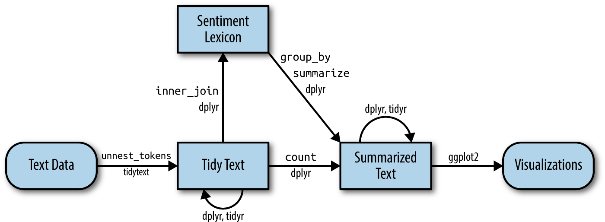 Sentiment
Lexicon
group_by
summarize
dplyr
inner_join
dplyr
dplyr, tidyr
Text Data
unnest_tokens
tidytext
Tidy Text
count
dplyr
Summarized
Text
ggplot2
Visualizations
dplyr, tidyr